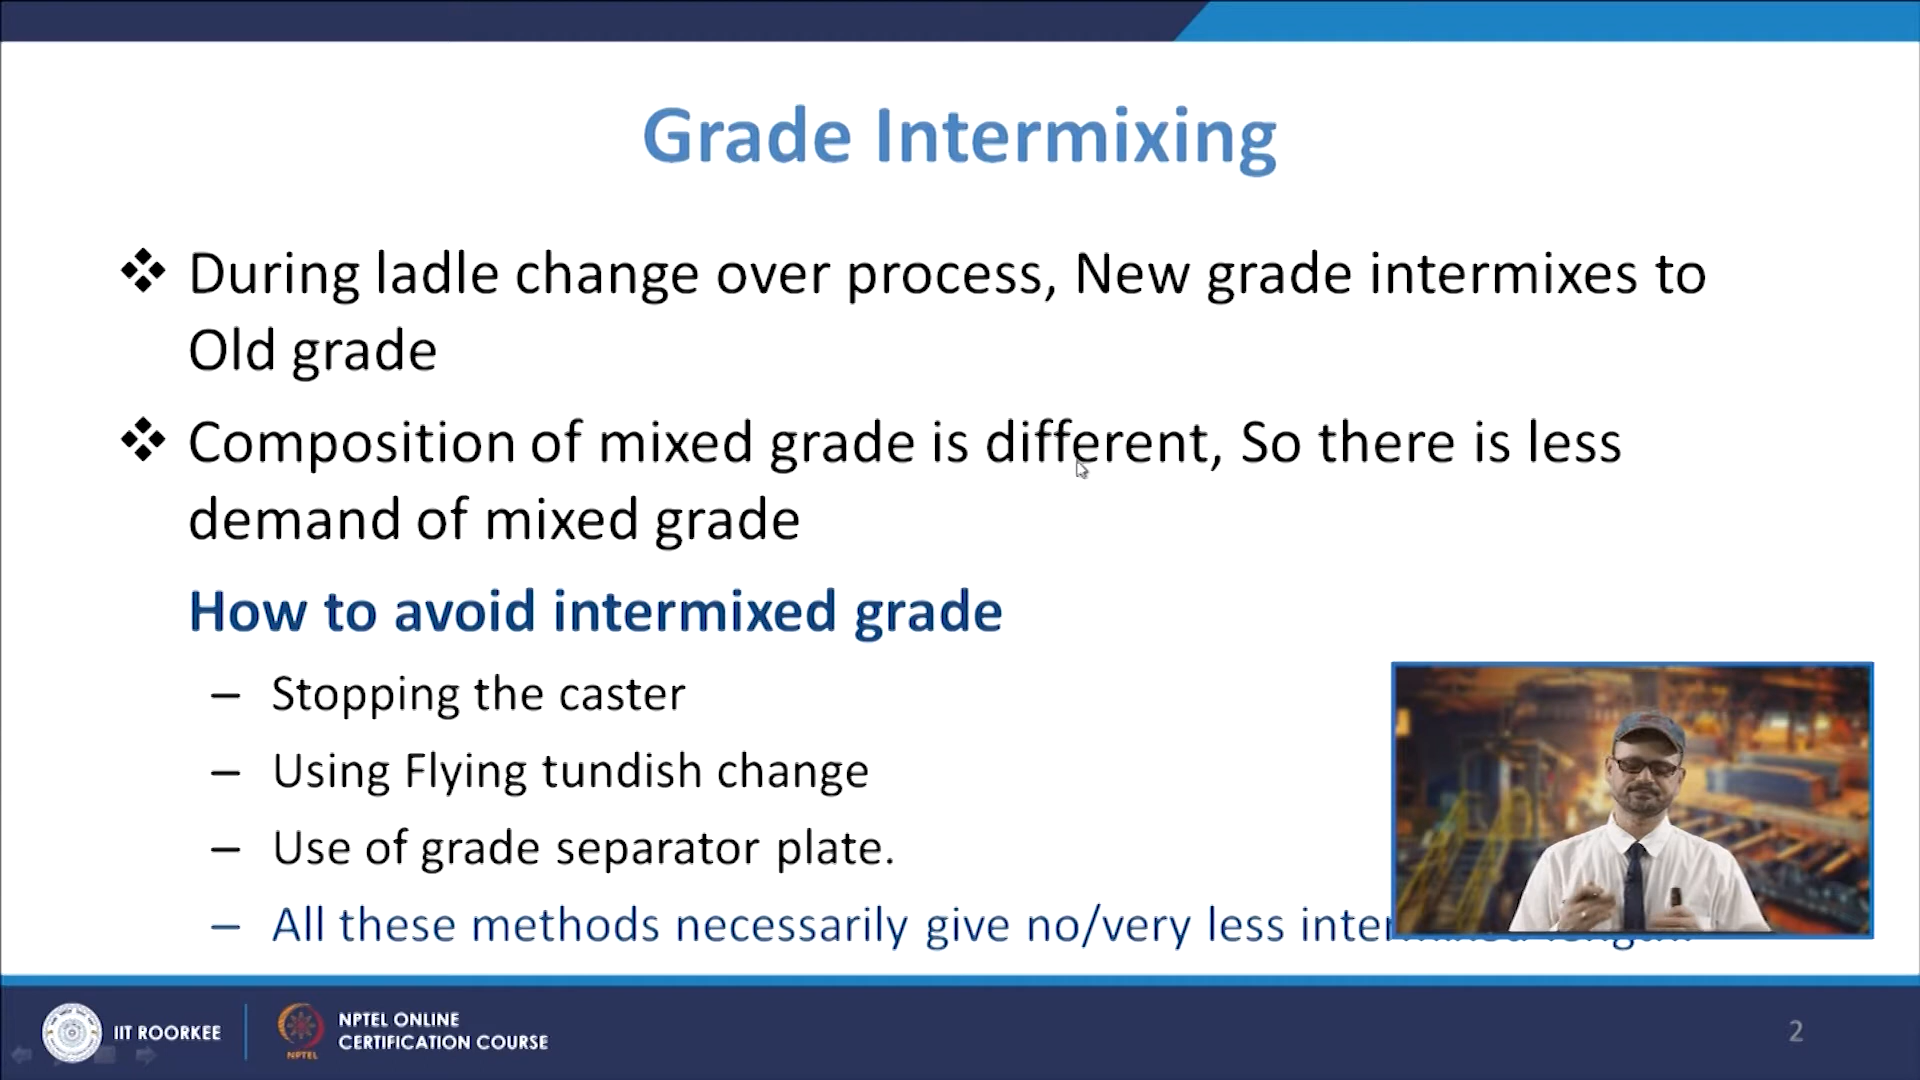 Grade Intermixing
During ladle change over process, New grade intermixes to
Old grade
Composition of mixed grade is different, So there is less
demand of mixed grade
How to avoid intermixed grade
– Stopping the caster
– Using Flying tundish change
– Use of grade separator plate.
– All these methods necessarily give no/very less
IIT ROORKEE
NPTEL
NPTEL ONLINE
CERTIFICATION COURSE
2